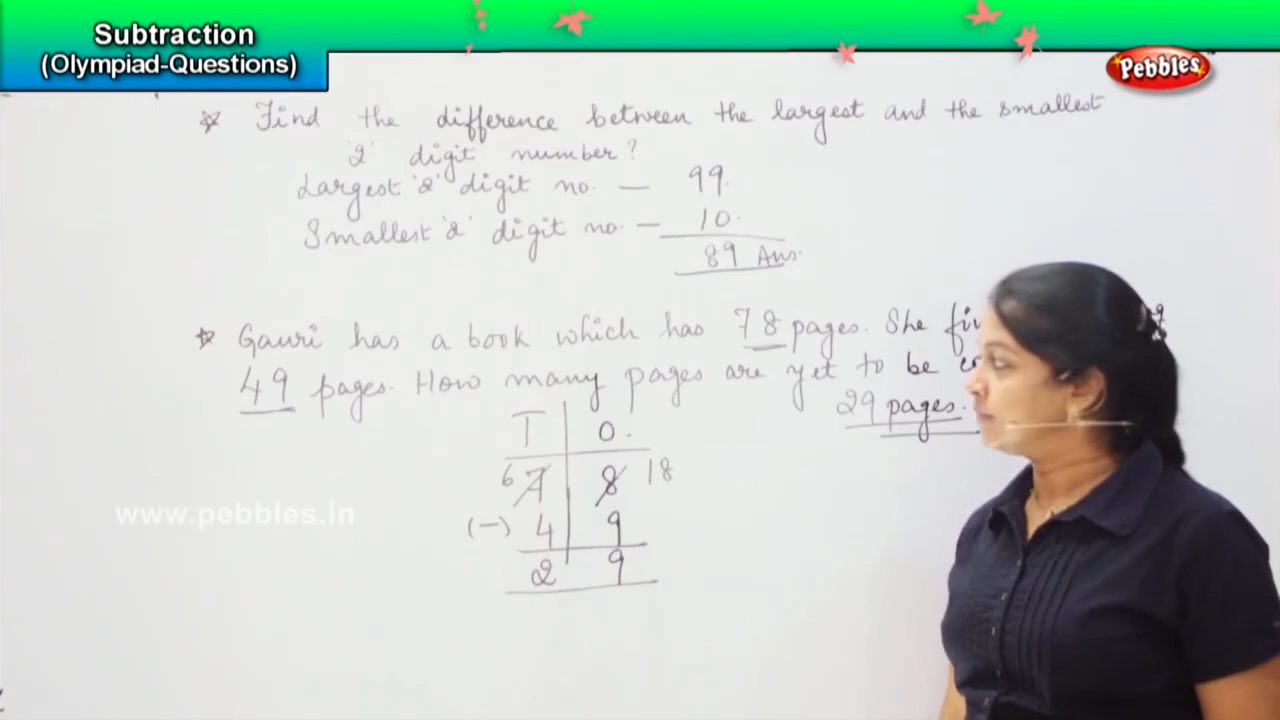 Subtraction
(Olympiad-Questions)
Pebbles
☆ Find the difference between the largest and the smallest
'2' digit number?
Largest '2' digit no. — 99.
Smallest '2' digit no. — 10.
89 Ans.
☆ Gauri has a book which has 78 pages. She
49 pages. How many pages are yet to be
29 pages.
T O.
6 7 8 18
(-) 4 9
2 9
www.pebbles.in